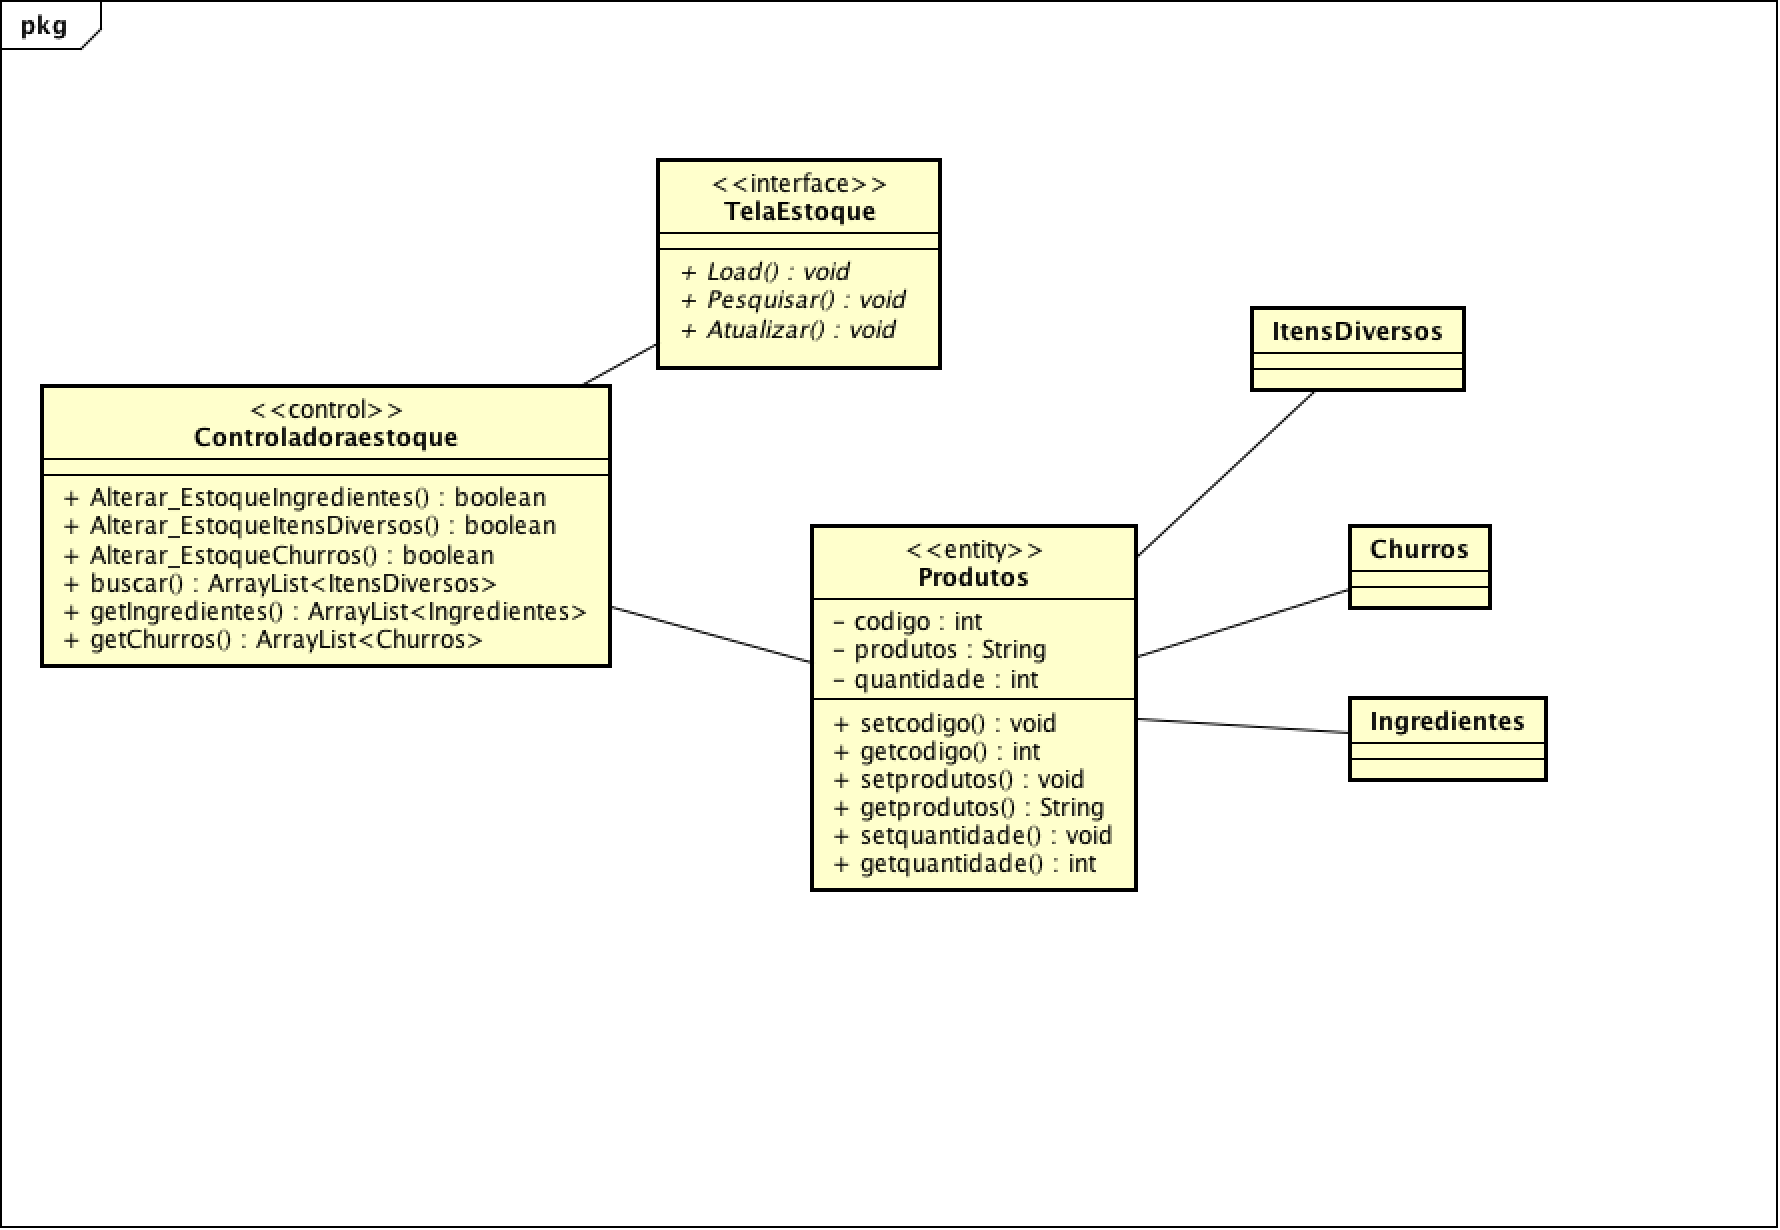 pkg
<<interface>>
TelaEstoque
+ Load() : void
+ Pesquisar() : void
+ Atualizar() : void
<<control>>
Controladoraestoque
+ Alterar_EstoqueIngredientes() : boolean
+ Alterar_EstoqueItensDiversos() : boolean
+ Alterar_EstoqueChurros() : boolean
+ buscar() : ArrayList<ItensDiversos>
+ getIngredientes() : ArrayList<Ingredientes>
+ getChurros() : ArrayList<Churros>
<<entity>>
Produtos
- codigo : int
- produtos : String
- quantidade : int
+ setcodigo() : void
+ getcodigo() : int
+ setprodutos() : void
+ getprodutos() : String
+ setquantidade() : void
+ getquantidade() : int
ItensDiversos
Churros
Ingredientes